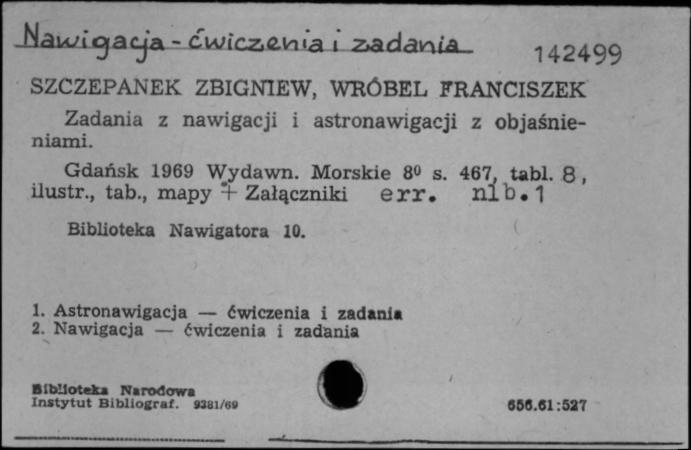 Nawigacja - ćwiczenia i zadania
142499
SZCZEPANEK ZBIGNIEW, WRÓBEL FRANCISZEK
Zadania z nawigacji i astronawigacji z objaśnie-
niami.
Gdańsk 1969 Wydawn. Morskie 8⁰ s. 467, tabl. 8,
ilustr., tab., mapy + Załączniki err. nlb.1
Biblioteka Nawigatora 10.
1. Astronawigacja — ćwiczenia i zadania
2. Nawigacja — ćwiczenia i zadania
Biblioteka Narodowa
Instytut Bibliograf. 9381/69
656.61:527